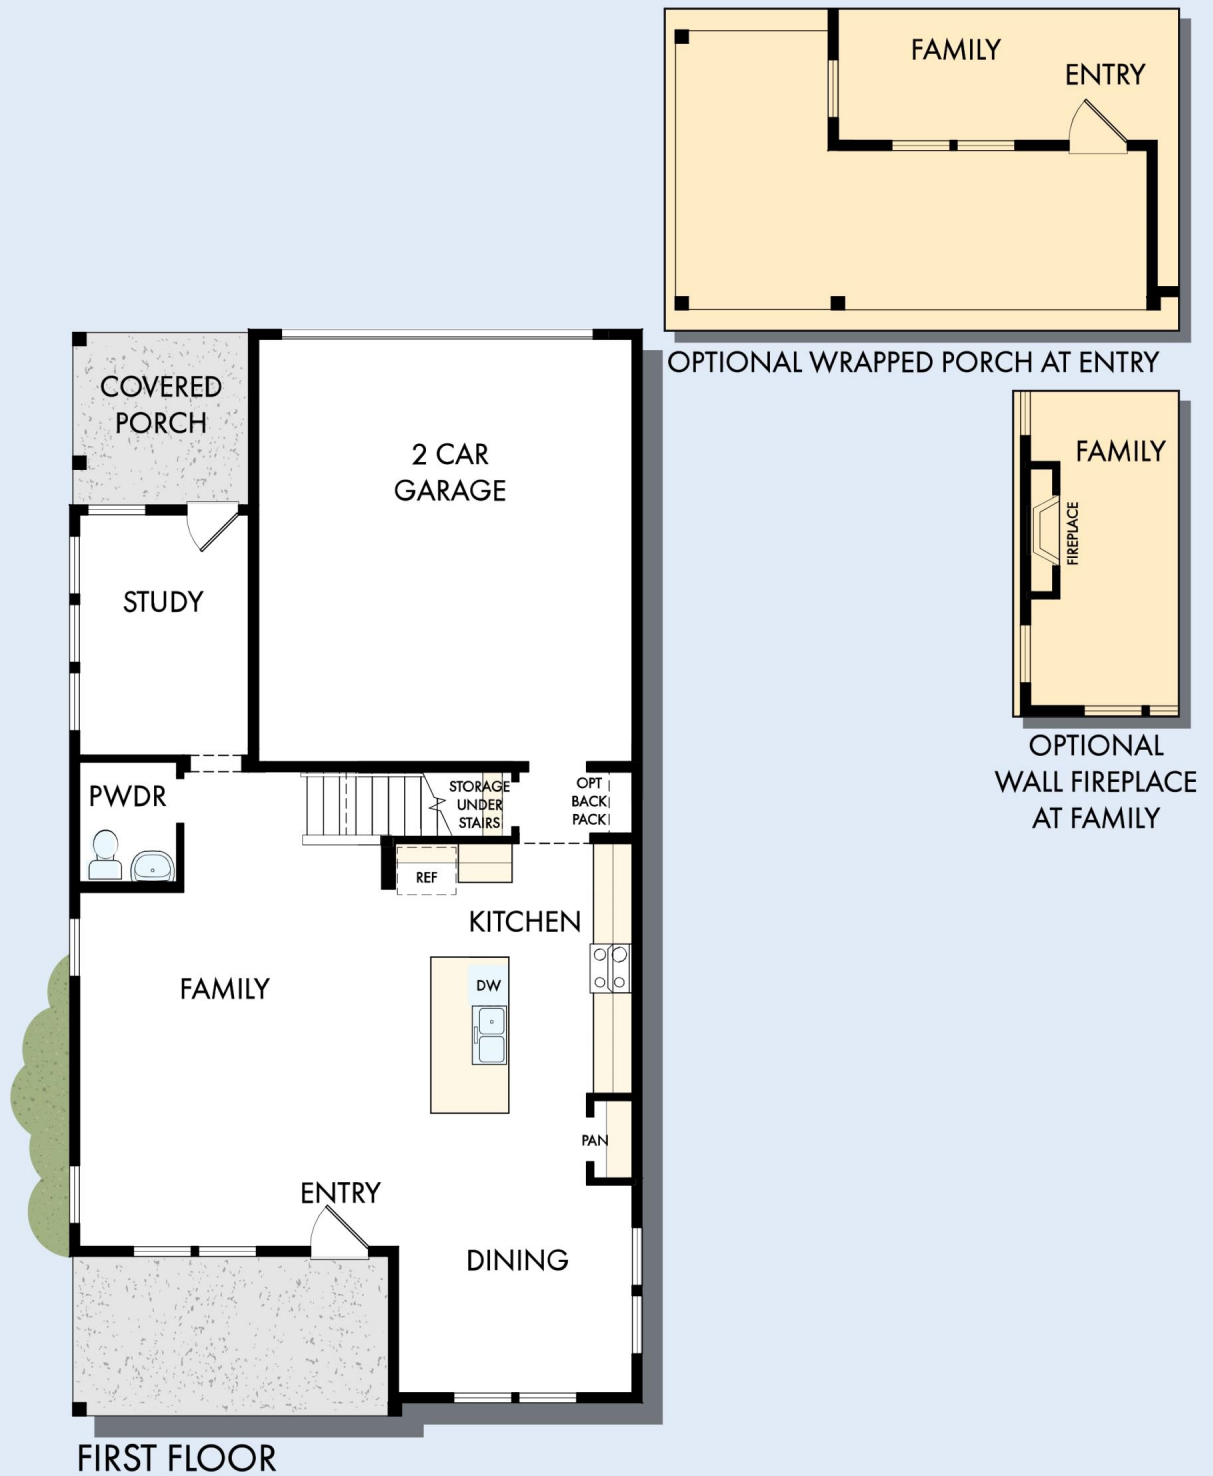 FAMILY
ENTRY
OPTIONAL WRAPPED PORCH AT ENTRY
COVERED
PORCH
2 CAR
GARAGE
FAMILY
FIREPLACE
OPTIONAL
WALL FIREPLACE
AT FAMILY
STUDY
PWDR
STORAGE
UNDER
STAIRS
OPT
BACK
PACK
REF
KITCHEN
FAMILY
DW
PAN
ENTRY
DINING
FIRST FLOOR